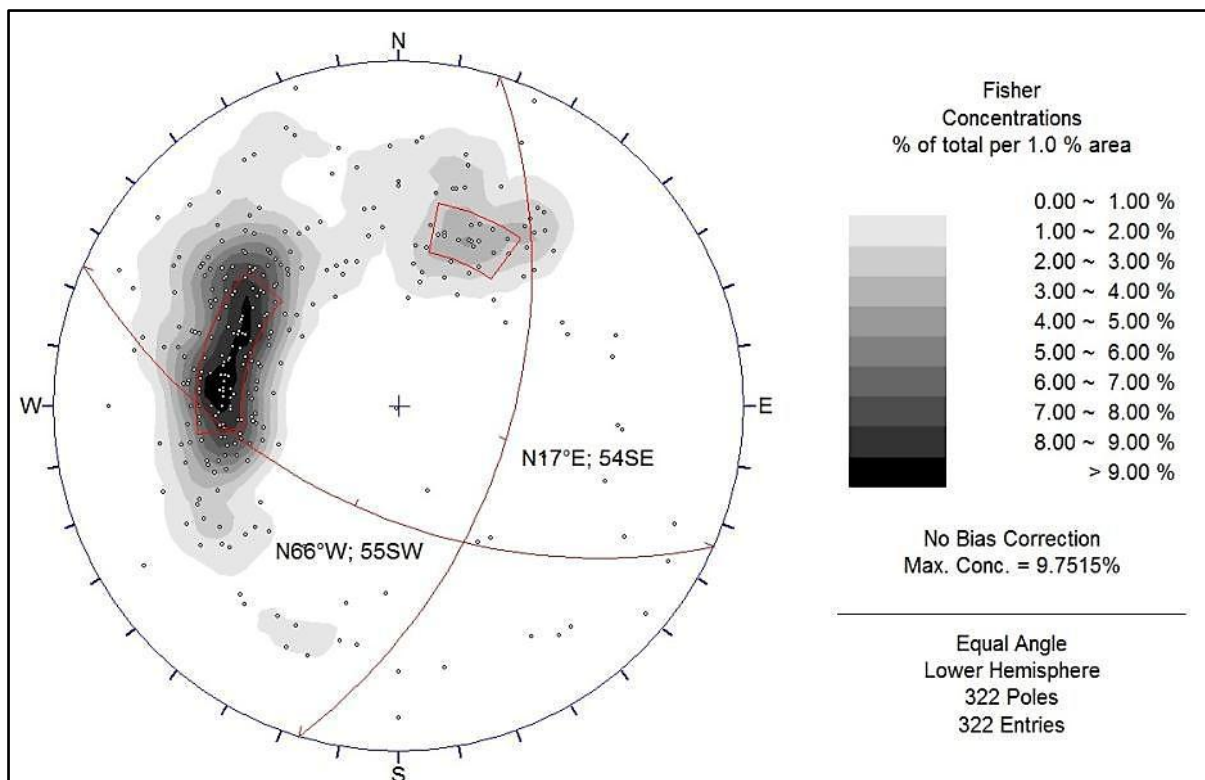 N
W
E
S
N17°E; 54SE
N66°W; 55SW
Fisher
Concentrations
% of total per 1.0 % area
0.00 ~ 1.00 %
1.00 ~ 2.00 %
2.00 ~ 3.00 %
3.00 ~ 4.00 %
4.00 ~ 5.00 %
5.00 ~ 6.00 %
6.00 ~ 7.00 %
7.00 ~ 8.00 %
8.00 ~ 9.00 %
> 9.00 %
No Bias Correction
Max. Conc. = 9.7515%
Equal Angle
Lower Hemisphere
322 Poles
322 Entries